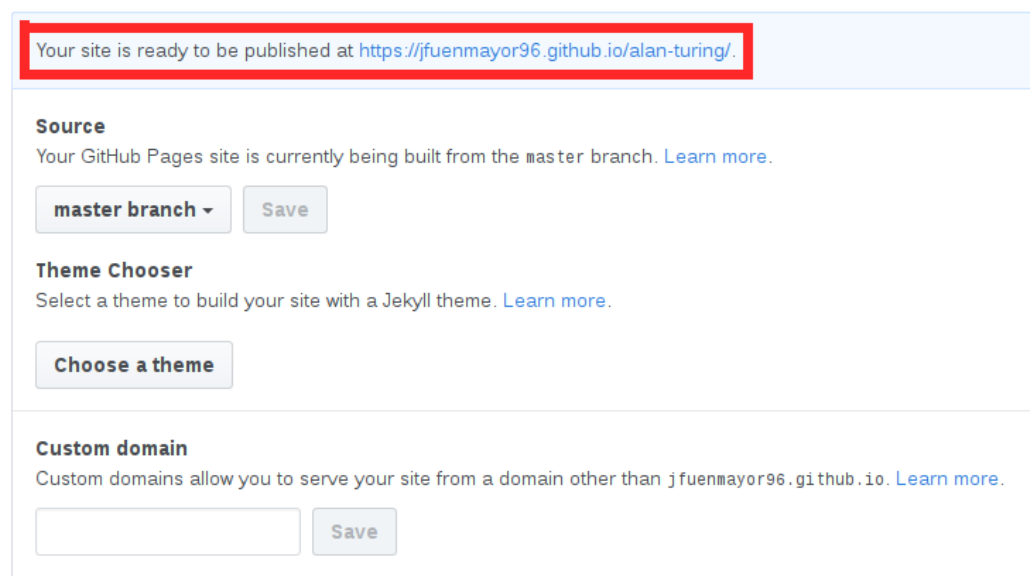 Your site is ready to be published at https://jfuenmayor96.github.io/alan-turing/.
Source
Your GitHub Pages site is currently being built from the master branch. Learn more.
master branch
Save
Theme Chooser
Select a theme to build your site with a Jekyll theme. Learn more.
Choose a theme
Custom domain
Custom domains allow you to serve your site from a domain other than jfuenmayor96.github.io. Learn more.
Save